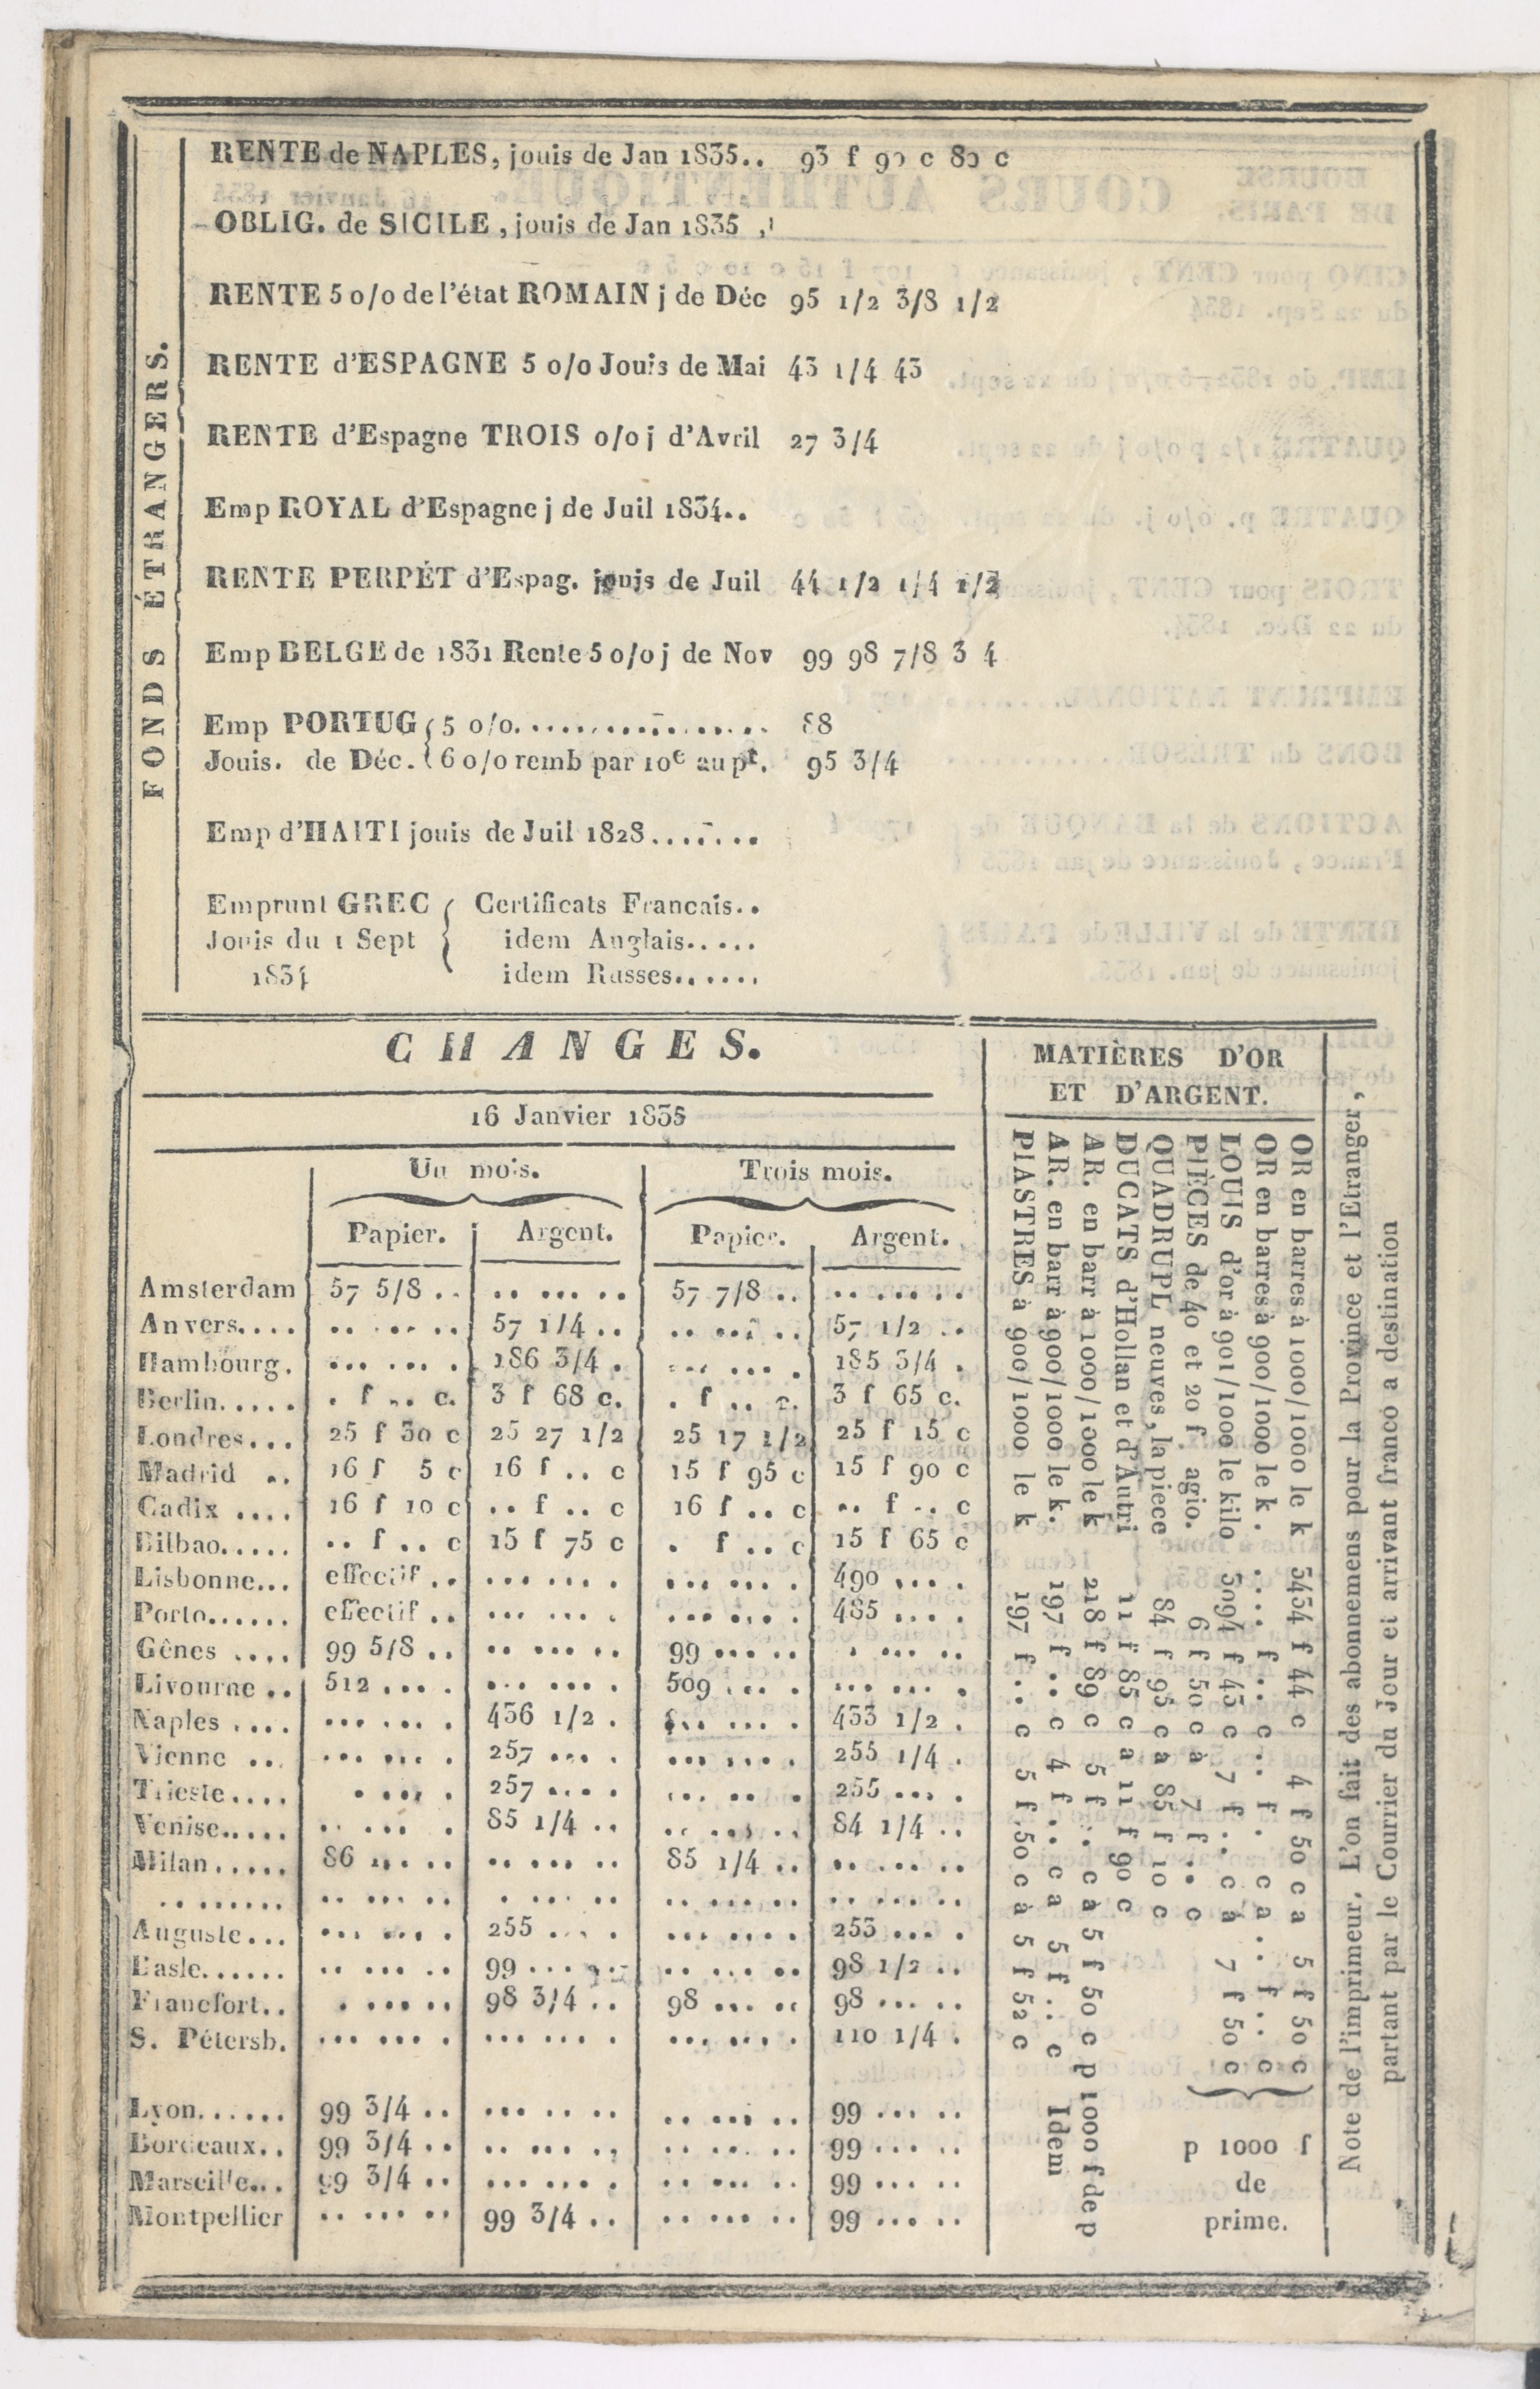 FONDS ÉTRANGERS.
RENTE de NAPLES, jouis de Jan 1835.. 93 f 90 c 80 c
OBLIG. de SICILE, jouis de Jan 1835
RENTE 5 o/o de l'état ROMAIN j de Déc 95 1/2 3/8 1/2
RENTE d'ESPAGNE 5 o/o Jouis de Mai 43 1/4 43
RENTE d'Espagne TROIS o/o j d'Avril 27 3/4
Emp ROYAL d'Espagne j de Juil 1834..
RENTE PERPÉT d'Espag. jouis de Juil 44 1/2 1/4 1/2
Emp BELGE de 1831 Rente 5 o/o j de Nov 99 98 7/8 3 4
Emp PORTUG { 5 o/o.................. 88
Jouis. de Déc. { 6 o/o remb par 10e au pr. 95 3/4
Emp d'HAITI jouis de Juil 1828........
Emprunt GREC { Certificats Francais..
Jouis du 1 Sept { idem Anglais.....
1834 idem Russes......
CHANGES.
16 Janvier 1835
Un mois. Trois mois.
Papier. Argent. Papier. Argent.
Amsterdam 57 5/8 .. .. ... .. 57 7/8 .. .. ... ..
Anvers.... .. ... .. 57 1/4 .. .. ... .. 57 1/2 ..
Hambourg. ... ... . 186 3/4 . ... ... . 185 3/4 .
Berlin..... . f .. c. 3 f 68 c. . f .. c. 3 f 65 c.
Londres... 25 f 30 c 25 27 1/2 25 17 1/2 25 f 15 c
Madrid .. 16 f 5 c 16 f .. c 15 f 95 c 15 f 90 c
Cadix .... 16 f 10 c .. f .. c 16 f .. c .. f .. c
Bilbao..... .. f .. c 15 f 75 c . f .. c 15 f 65 c
Lisbonne... effectif .. ... ... . ... ... . 490 ... .
Porto...... effectif .. ... ... . ... ... . 485 ... .
Gênes .... 99 5/8 .. .. ... .. 99 ... .. . ... ..
Livourne .. 512 ... . ... ... . 509 ... . ... ... .
Naples .... ... ... . 436 1/2 . ... ... . 433 1/2 .
Vienne ... ... ... . 257 ... . ... ... . 255 1/4 .
Trieste.... . ... . 257 ... . ... .. . 255 ... .
Venise..... .. ... . 85 1/4 .. .. ... .. 84 1/4 ..
Milan..... 86 ... .. .. ... .. 85 1/4 .. .. ... ..
........ .. ... .. . ... .. .. ... .. .. ... ..
Auguste... ... ... . 255 ... . ... ... . 253 ... .
Basle...... .. ... .. 99 ... .. .. ... .. 98 1/2 ..
Francfort.. . ... .. 98 3/4 .. 98 ... .. 98 ... ..
S. Pétersb. ... ... . ... ... . ... ... . 110 1/4 .
Lyon...... 99 3/4 .. ... .. .. .. ... .. 99 ... ..
Bordeaux.. 99 3/4 .. .. ... .. .. ... .. 99 ... ..
Marseille... 99 3/4 .. ... ... . .. ... .. 99 ... ..
Montpellier .. ... .. 99 3/4 .. .. ... .. 99 ... ..
MATIÈRES D'OR
ET D'ARGENT.
OR en barres à 1000/1000 le k 3434 f 44 c 4 f 50 c a 5 f 50 c
OR en barres à 900/1000 le k. .... f .. c .. f . c a .. f .. c
LOUIS d'or à 901/1000 le kilo 3094 f 43 c 7 f .. c à 7 f 50 c
PIÈCES de 40 et 20 f. agio. 6 f 50 c à 7 f .. c
QUADRUPL neuves, la piece 84 f 95 c à 85 f 10 c
DUCATS d'Hollan et d'Autri 11 f 85 c a 11 f 90 c
AR. en barr à 1000/1000 le k 218 f 89 c 5 f .. c à 5 f 50 c p 1000 f de p
AR. en barr à 900/1000 le k. 197 f .. c 4 f .. c a 5 f .. c Idem
PIASTRES à 900/1000 le k 197 f .. c 5 f 50 c à 5 f 52 c
p 1000 f
de
prime.
Note de l'imprimeur. L'on fait des abonnemens pour la Province et l'Etranger,
partant par le Courrier du Jour et arrivant franco a destination